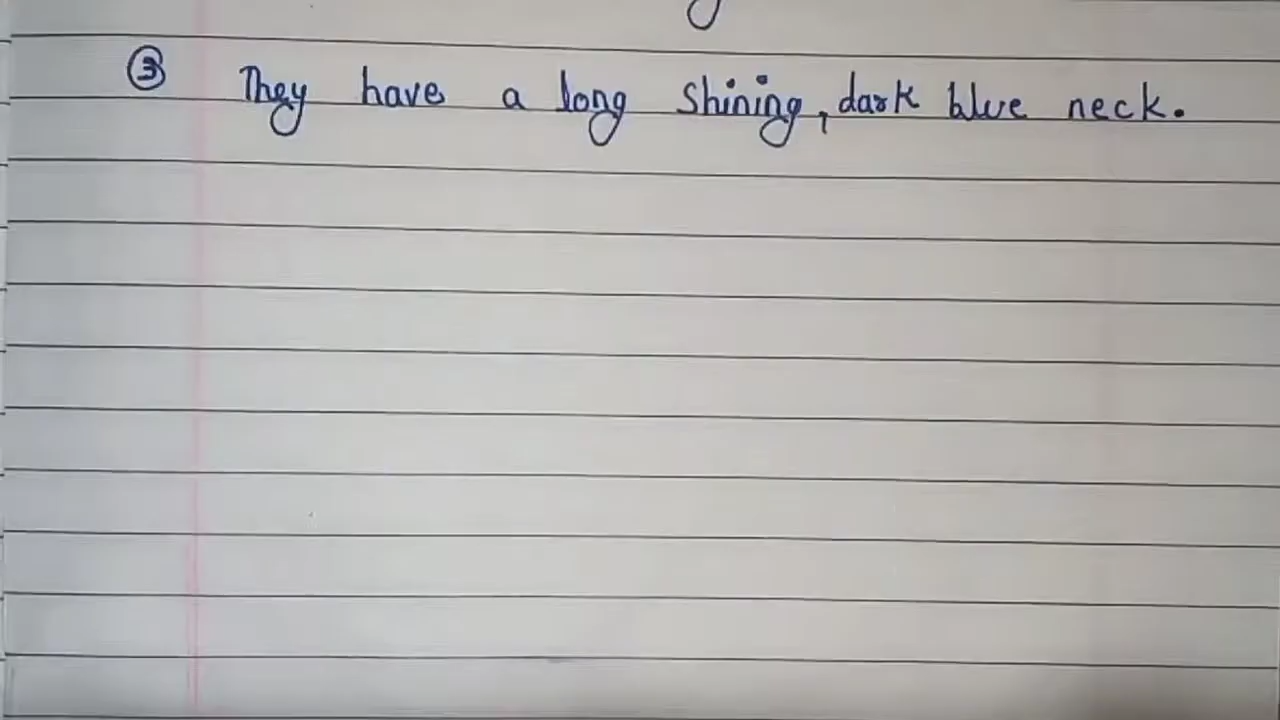 ③ They have a long shining, dark blue neck.